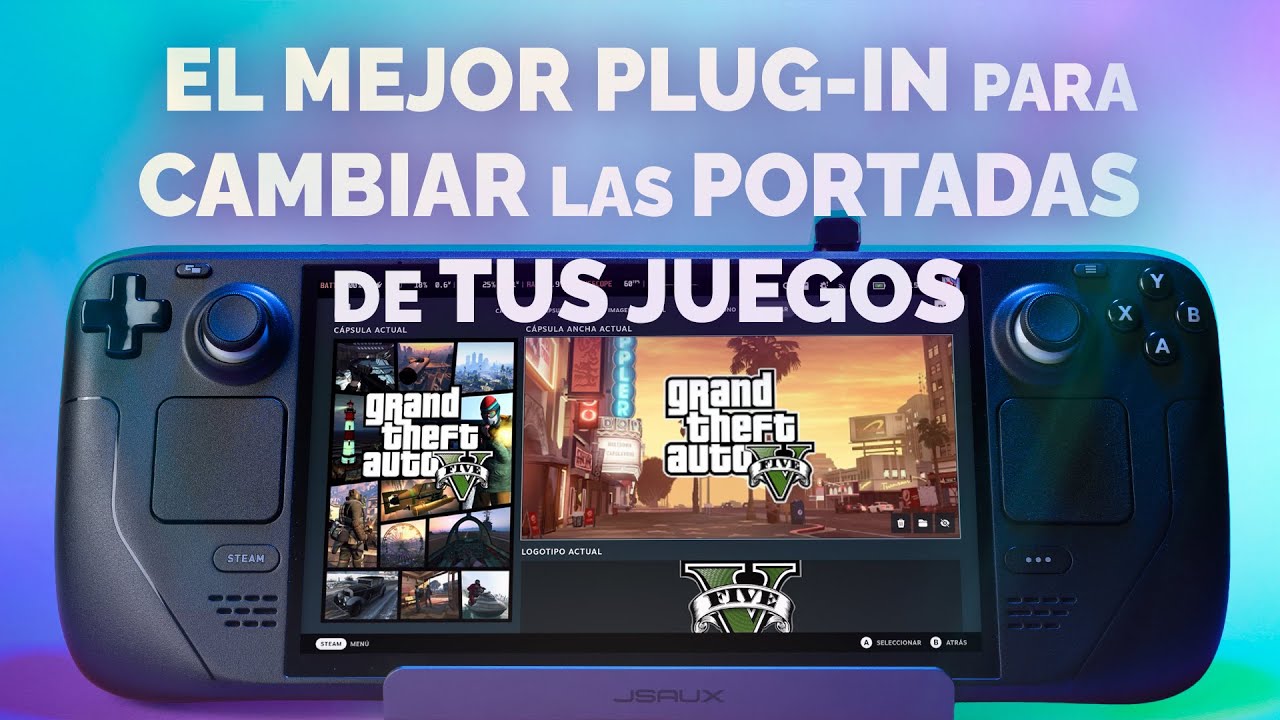 EL MEJOR PLUG-IN PARA
CAMBIAR LAS PORTADAS
DE TUS JUEGOS
CÁPSULA ACTUAL
CÁPSULA ANCHA ACTUAL
grand
theft
auto
V
FIVE
grand
theft
auto
V
FIVE
LOGOTIPO ACTUAL
V
FIVE
STEAM MENÚ
A SELECCIONAR B ATRÁS
STEAM
Y
X
B
A
JSAUX